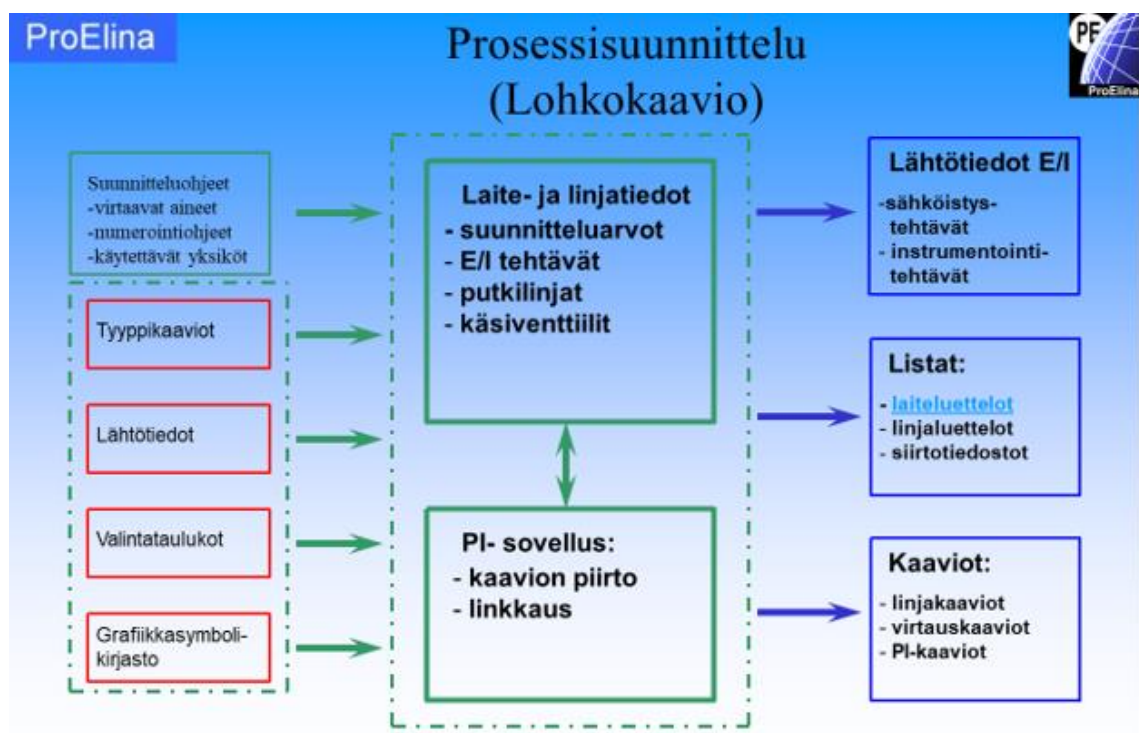 ProElina
Prosessisuunnittelu
(Lohkokaavio)
PE
ProElina
Suunnitteluohjeet
-virtaavat aineet
-numerointiohjeet
-käytettävät yksiköt
Tyyppikaaviot
Lähtötiedot
Valintataulukot
Grafiikkasymboli-
kirjasto
Laite- ja linjatiedot
- suunnitteluarvot
- E/I tehtävät
- putkilinjat
- käsiventtiilit
PI- sovellus:
- kaavion piirto
- linkkaus
Lähtötiedot E/I
-sähköistys-
tehtävät
- instrumentointi-
tehtävät
Listat:
- laiteluettelot
- linjaluettelot
- siirtotiedostot
Kaaviot:
- linjakaaviot
- virtauskaaviot
- PI-kaaviot